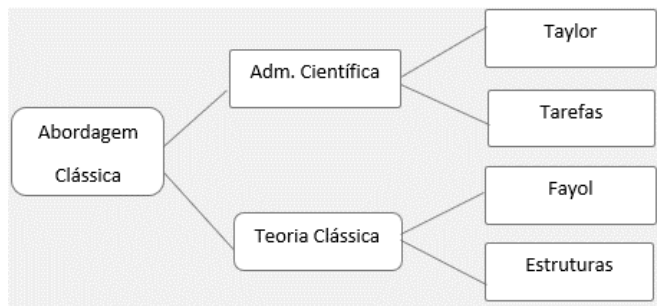 Abordagem
Clássica
Adm. Científica
Taylor
Tarefas
Teoria Clássica
Fayol
Estruturas